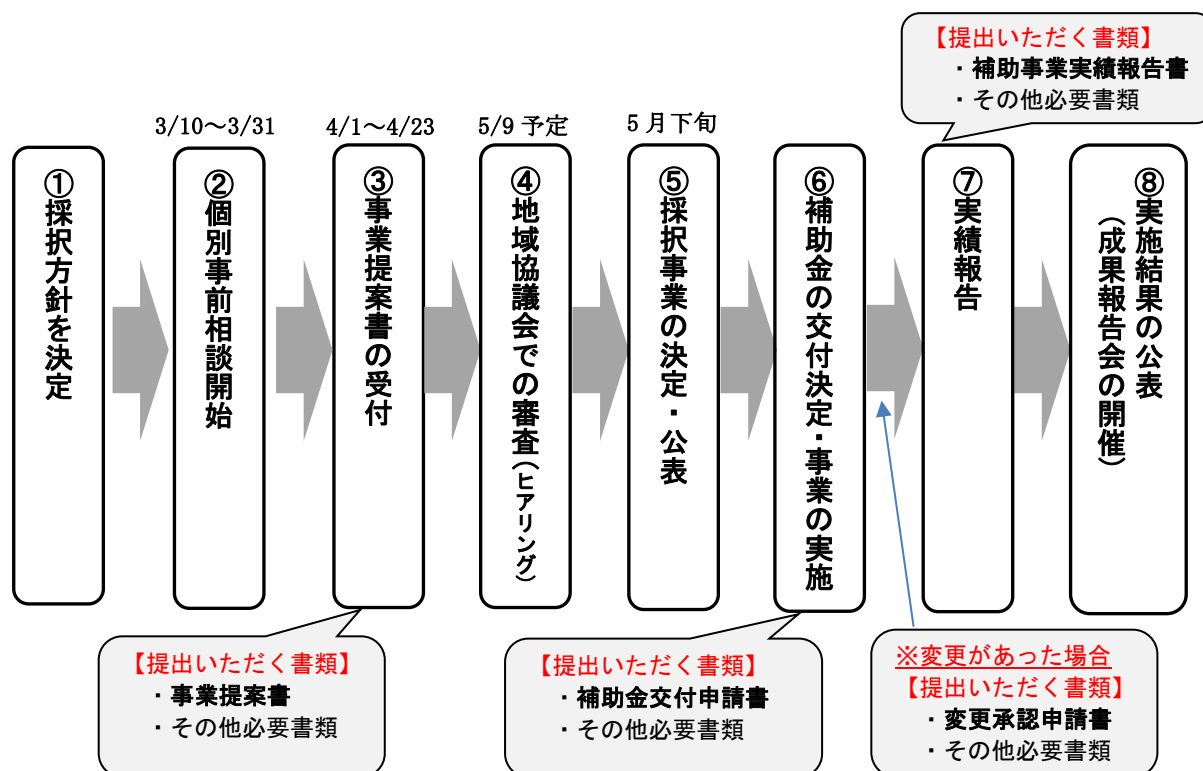 【提出いただく書類】
・補助事業実績報告書
・その他必要書類
3/10～3/31
4/1～4/23
5/9 予定
5 月下旬
①採択方針を決定
②個別事前相談開始
③事業提案書の受付
④地域協議会での審査(ヒアリング)
⑤採択事業の決定・公表
⑥補助金の交付決定・事業の実施
⑦実績報告
⑧実施結果の公表
(成果報告会の開催)
【提出いただく書類】
・事業提案書
・その他必要書類
【提出いただく書類】
・補助金交付申請書
・その他必要書類
※変更があった場合
【提出いただく書類】
・変更承認申請書
・その他必要書類